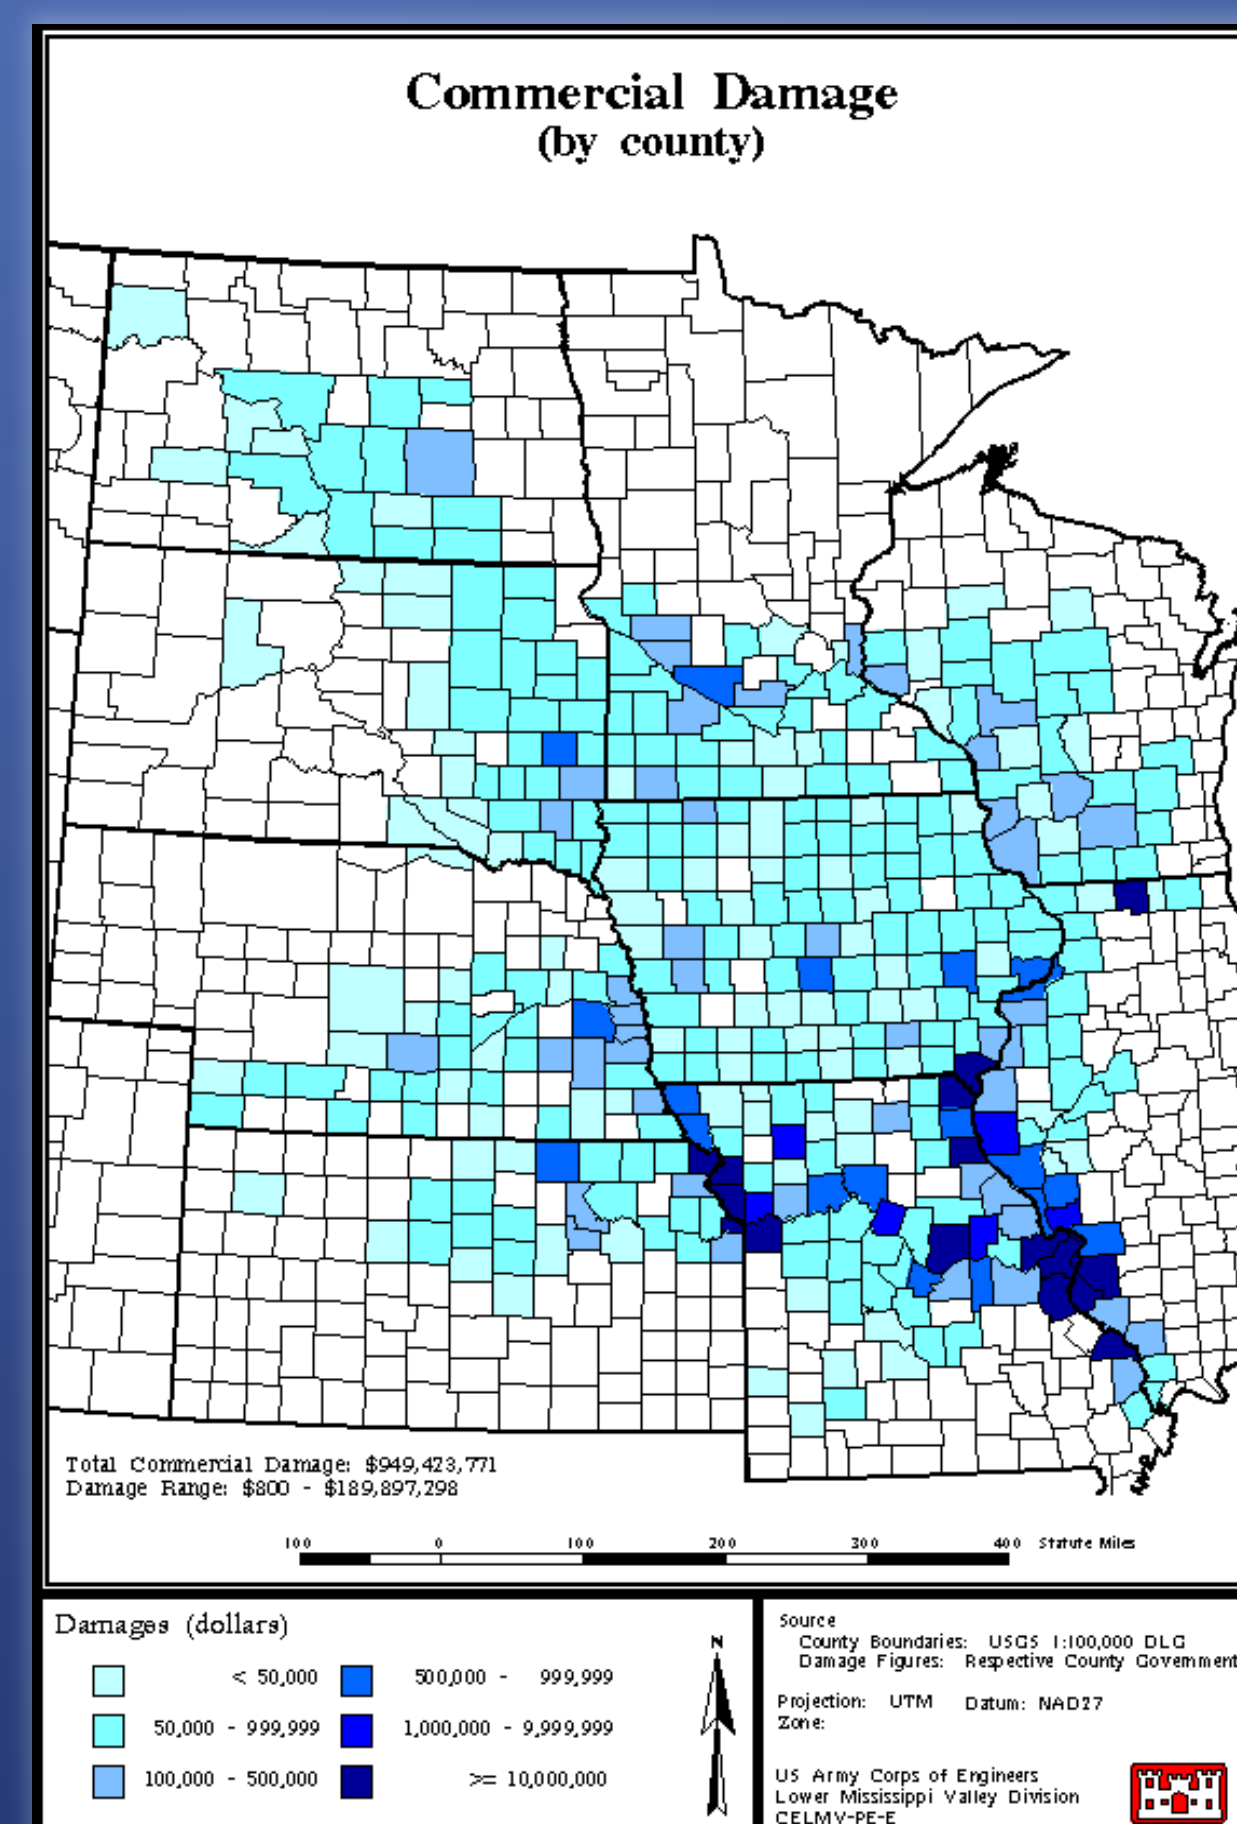 Commercial Damage
(by county)
Total Commercial Damage: $949,423,771
Damage Range: $800 - $189,897,298
100 0 100 200 300 400 Statute Miles
Damages (dollars)
< 50,000
50,000 - 999,999
100,000 - 500,000
500,000 - 999,999
1,000,000 - 9,999,999
>= 10,000,000
N
Source
County Boundaries: USGS 1:100,000 DLG
Damage Figures: Respective County Government
Projection: UTM Datum: NAD27
Zone:
US Army Corps of Engineers
Lower Mississippi Valley Division
CELMV-PE-E